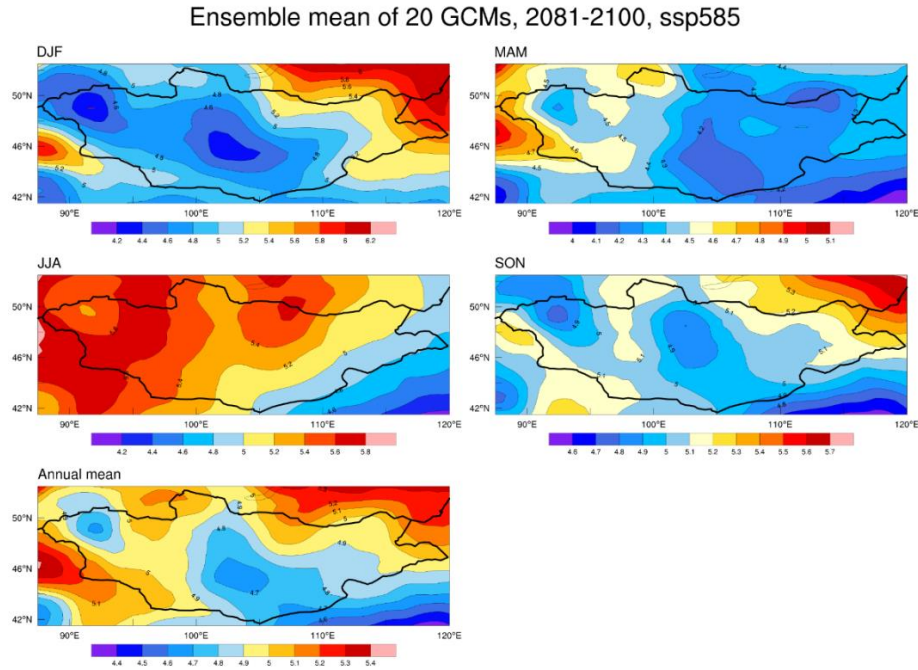 Ensemble mean of 20 GCMs, 2081-2100, ssp585
DJF
MAM
50°N
46°N
42°N
90°E 100°E 110°E 120°E
4.2 4.4 4.6 4.8 5 5.2 5.4 5.6 5.8 6 6.2
50°N
46°N
42°N
90°E 100°E 110°E 120°E
4 4.1 4.2 4.3 4.4 4.5 4.6 4.7 4.8 4.9 5 5.1
JJA
SON
50°N
46°N
42°N
90°E 100°E 110°E 120°E
4.2 4.4 4.6 4.8 5 5.2 5.4 5.6 5.8
50°N
46°N
42°N
90°E 100°E 110°E 120°E
4.6 4.7 4.8 4.9 5 5.1 5.2 5.3 5.4 5.5 5.6 5.7
Annual mean
50°N
46°N
42°N
90°E 100°E 110°E 120°E
4.4 4.5 4.6 4.7 4.8 4.9 5 5.1 5.2 5.3 5.4